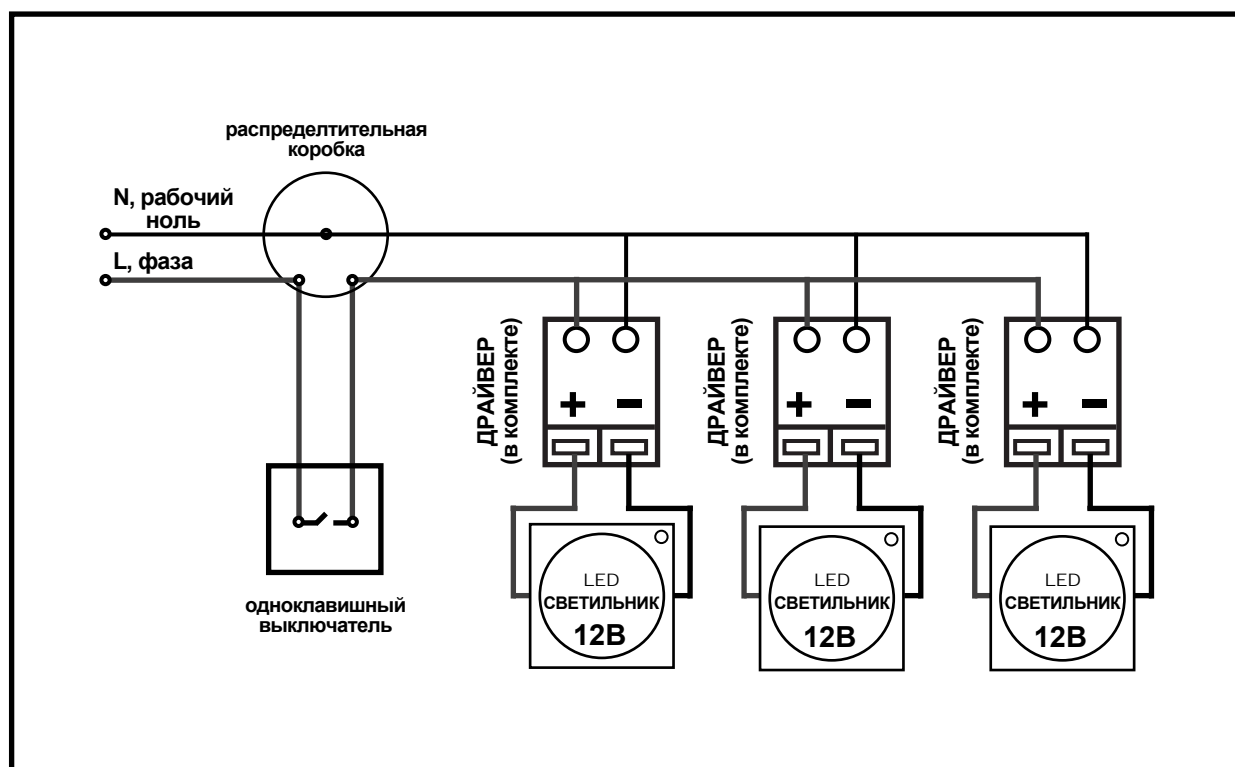 распределтительная
коробка
N, рабочий
ноль
L, фаза
ДРАЙВЕР
(в комплекте)
+ −
ДРАЙВЕР
(в комплекте)
+ −
ДРАЙВЕР
(в комплекте)
+ −
одноклавишный
выключатель
LED
СВЕТИЛЬНИК
12В
LED
СВЕТИЛЬНИК
12В
LED
СВЕТИЛЬНИК
12В